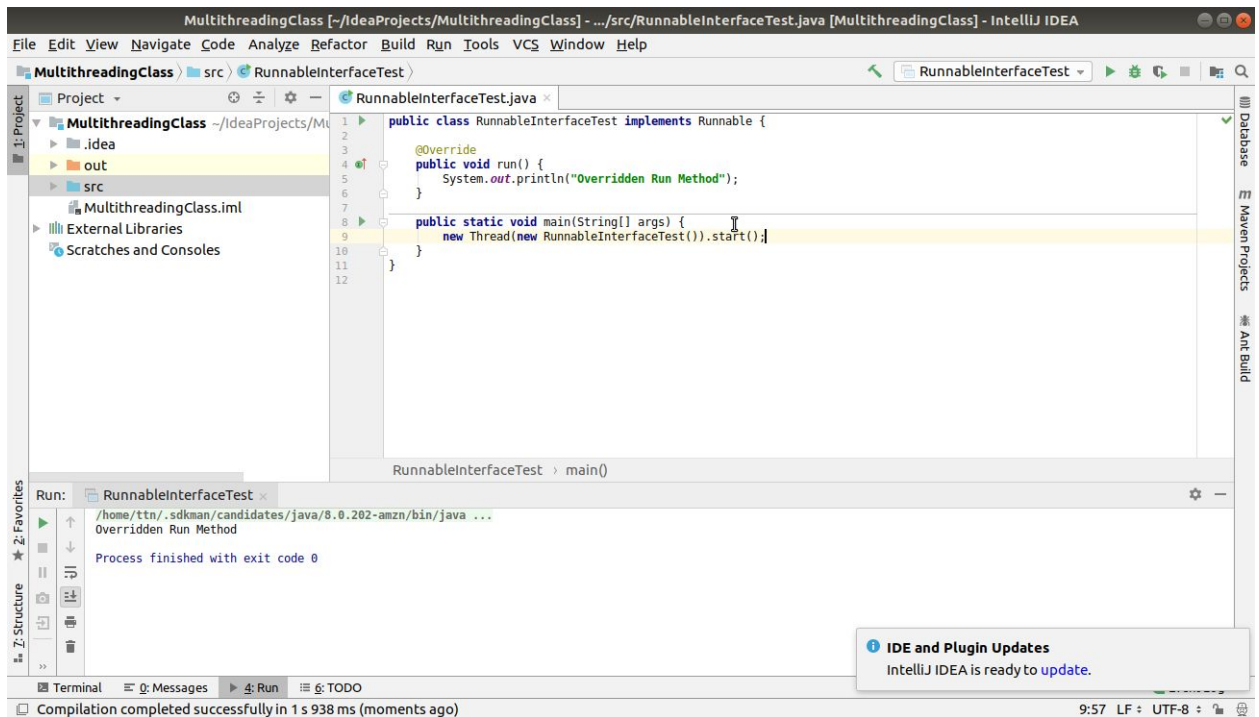 MultithreadingClass [~/IdeaProjects/MultithreadingClass] - .../src/RunnableInterfaceTest.java [MultithreadingClass] - IntelliJ IDEA
File Edit View Navigate Code Analyze Refactor Build Run Tools VCS Window Help
MultithreadingClass src RunnableInterfaceTest RunnableInterfaceTest
1: Project
Project
MultithreadingClass ~/IdeaProjects/Mu
.idea
out
src
MultithreadingClass.iml
External Libraries
Scratches and Consoles
RunnableInterfaceTest.java
1 public class RunnableInterfaceTest implements Runnable {
2
3 @Override
4 public void run() {
5 System.out.println("Overridden Run Method");
6 }
7
8 public static void main(String[] args) {
9 new Thread(new RunnableInterfaceTest()).start();
10 }
11 }
12
RunnableInterfaceTest › main()
Database
m Maven Projects
Ant Build
2: Favorites
Z: Structure
Run: RunnableInterfaceTest
/home/ttn/.sdkman/candidates/java/8.0.202-amzn/bin/java ...
Overridden Run Method
Process finished with exit code 0
IDE and Plugin Updates
IntelliJ IDEA is ready to update.
Terminal 0: Messages 4: Run 6: TODO
Compilation completed successfully in 1 s 938 ms (moments ago) 9:57 LF UTF-8